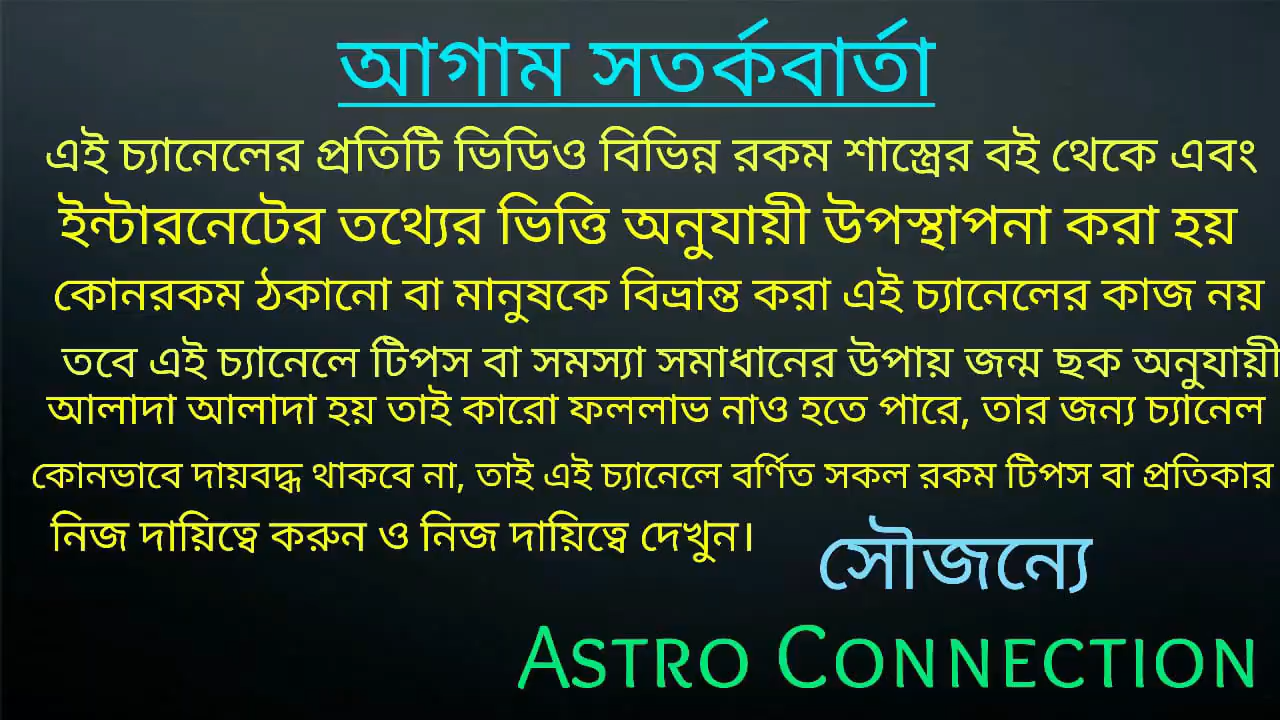 আগাম সতর্কবার্তা
এই চ্যানেলের প্রতিটি ভিডিও বিভিন্ন রকম শাস্ত্রের বই থেকে এবং
ইন্টারনেটের তথ্যের ভিত্তি অনুযায়ী উপস্থাপনা করা হয়
কোনরকম ঠকানো বা মানুষকে বিভ্রান্ত করা এই চ্যানেলের কাজ নয়
তবে এই চ্যানেলে টিপস বা সমস্যা সমাধানের উপায় জন্ম ছক অনুযায়ী
আলাদা আলাদা হয় তাই কারো ফললাভ নাও হতে পারে, তার জন্য চ্যানেল
কোনভাবে দায়বদ্ধ থাকবে না, তাই এই চ্যানেলে বর্ণিত সকল রকম টিপস বা প্রতিকার
নিজ দায়িত্বে করুন ও নিজ দায়িত্বে দেখুন।
সৌজন্যে
ASTRO CONNECTION